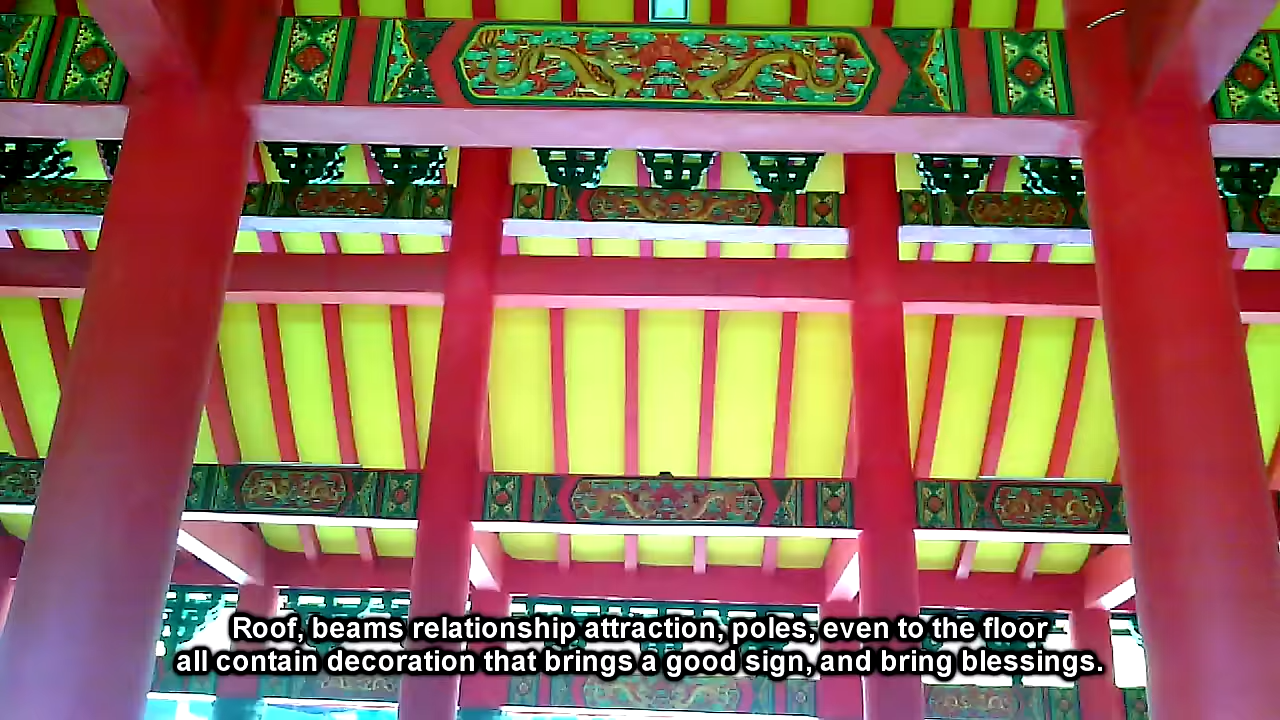 Roof, beams relationship attraction, poles, even to the floor
all contain decoration that brings a good sign, and bring blessings.